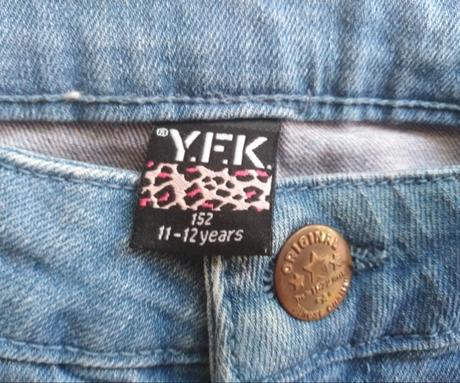 ® Y.F.K.
152
11-12 years
ORIGINAL